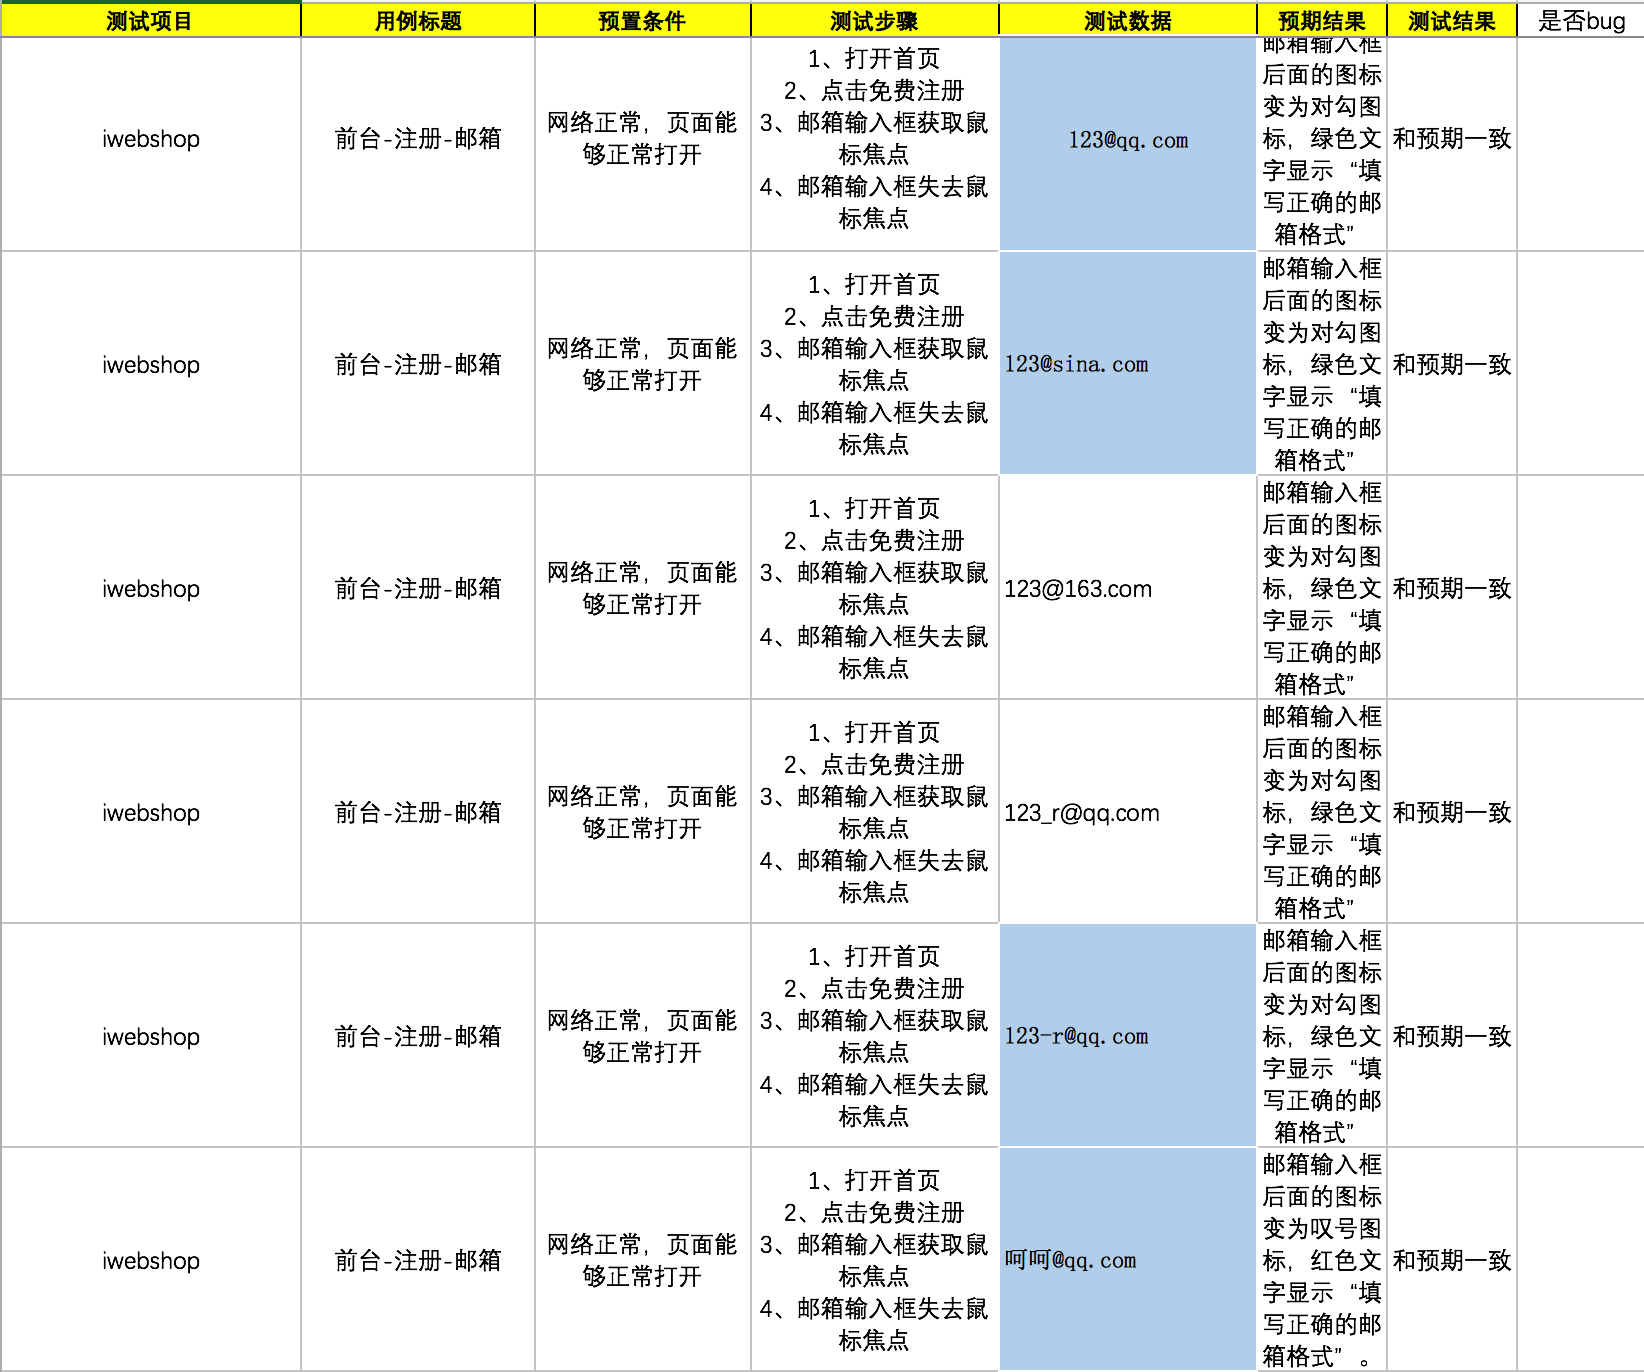 测试项目 用例标题 预置条件 测试步骤 测试数据 预期结果 测试结果 是否bug
iwebshop
前台-注册-邮箱
网络正常，页面能
够正常打开
1、打开首页
2、点击免费注册
3、邮箱输入框获取鼠
标焦点
4、邮箱输入框失去鼠
标焦点
123@qq.com
邮箱输入框
后面的图标
变为对勾图
标，绿色文
字显示“填
写正确的邮
箱格式”
和预期一致
iwebshop
前台-注册-邮箱
网络正常，页面能
够正常打开
1、打开首页
2、点击免费注册
3、邮箱输入框获取鼠
标焦点
4、邮箱输入框失去鼠
标焦点
123@sina.com
邮箱输入框
后面的图标
变为对勾图
标，绿色文
字显示“填
写正确的邮
箱格式”
和预期一致
iwebshop
前台-注册-邮箱
网络正常，页面能
够正常打开
1、打开首页
2、点击免费注册
3、邮箱输入框获取鼠
标焦点
4、邮箱输入框失去鼠
标焦点
123@163.com
邮箱输入框
后面的图标
变为对勾图
标，绿色文
字显示“填
写正确的邮
箱格式”
和预期一致
iwebshop
前台-注册-邮箱
网络正常，页面能
够正常打开
1、打开首页
2、点击免费注册
3、邮箱输入框获取鼠
标焦点
4、邮箱输入框失去鼠
标焦点
123_r@qq.com
邮箱输入框
后面的图标
变为对勾图
标，绿色文
字显示“填
写正确的邮
箱格式”
和预期一致
iwebshop
前台-注册-邮箱
网络正常，页面能
够正常打开
1、打开首页
2、点击免费注册
3、邮箱输入框获取鼠
标焦点
4、邮箱输入框失去鼠
标焦点
123-r@qq.com
邮箱输入框
后面的图标
变为对勾图
标，绿色文
字显示“填
写正确的邮
箱格式”
和预期一致
iwebshop
前台-注册-邮箱
网络正常，页面能
够正常打开
1、打开首页
2、点击免费注册
3、邮箱输入框获取鼠
标焦点
4、邮箱输入框失去鼠
标焦点
呵呵@qq.com
邮箱输入框
后面的图标
变为叹号图
标，红色文
字显示“填
写正确的邮
箱格式”。
和预期一致